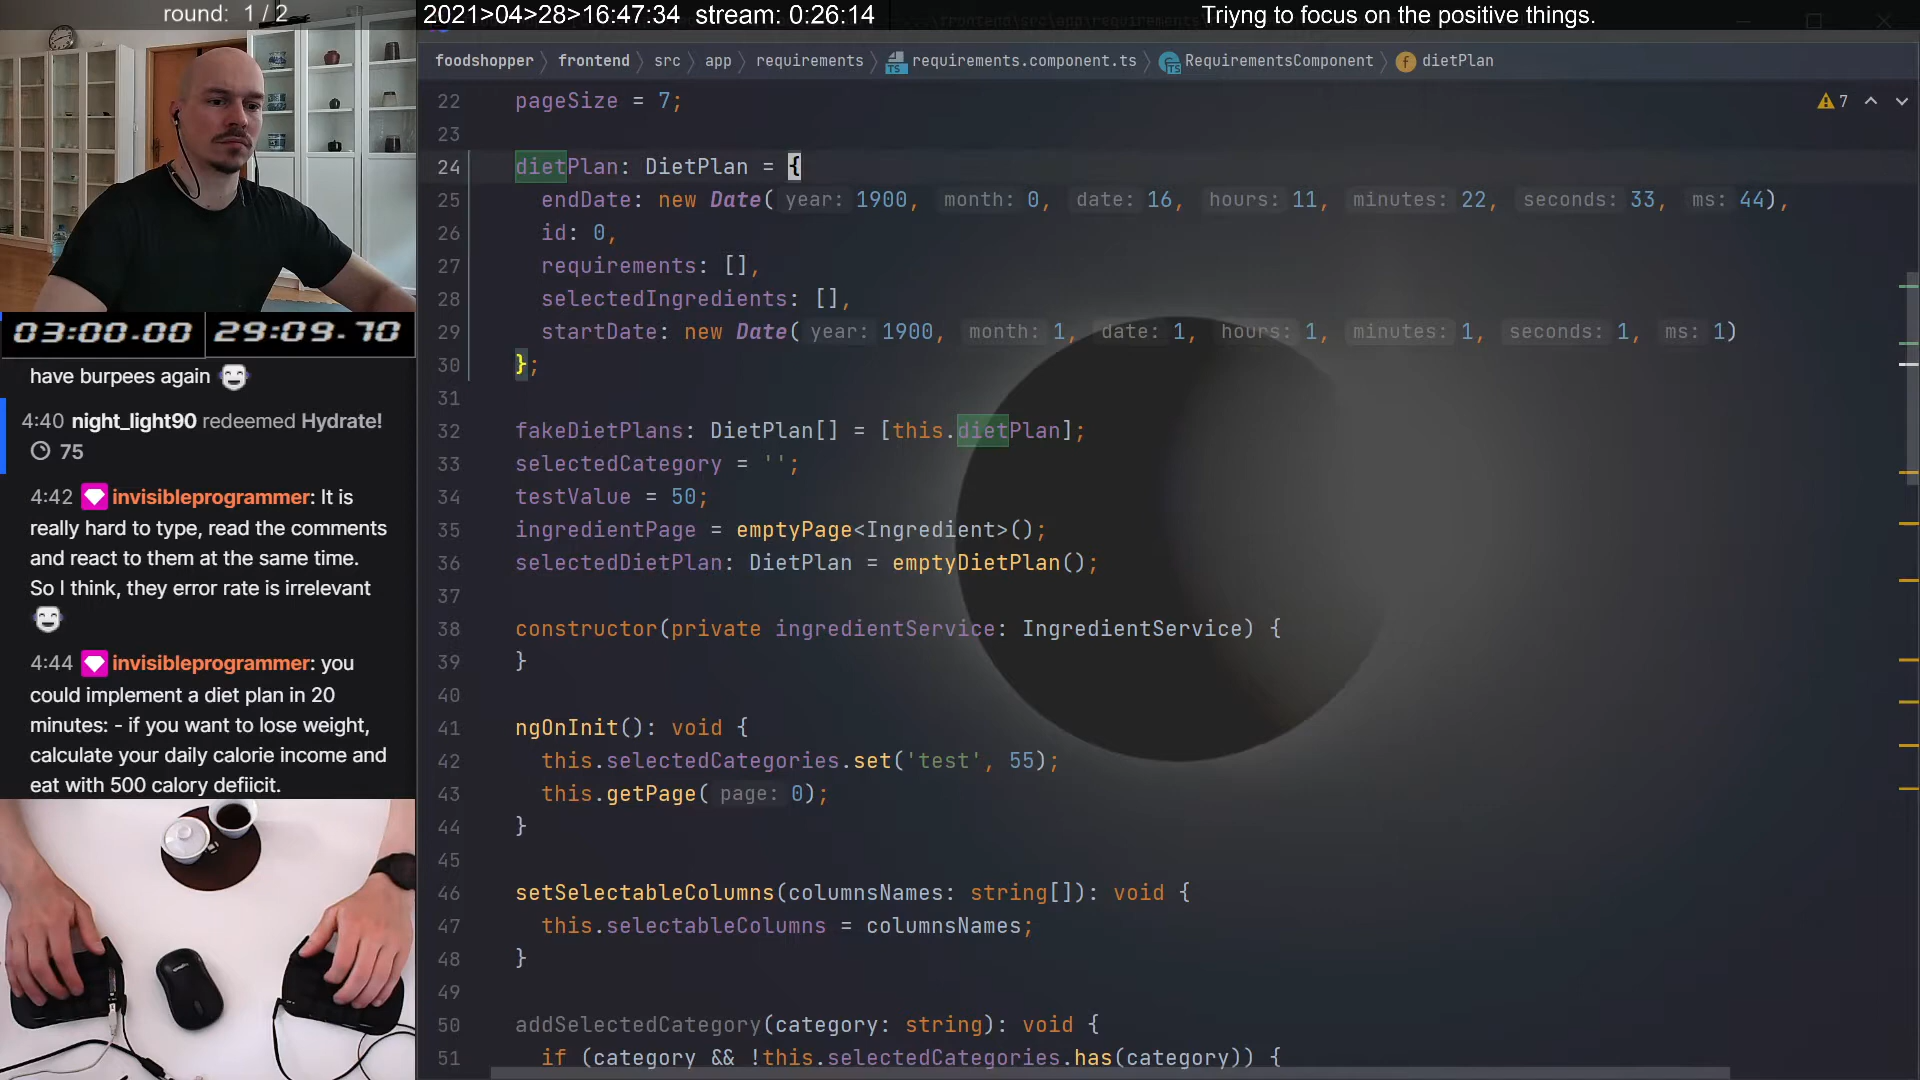 round: 1 / 2
2021>04>28>16:47:34 stream: 0:26:14
Triyng to focus on the positive things.
foodshopper frontend src app requirements requirements.component.ts RequirementsComponent dietPlan
7
22 pageSize = 7;
23
24 dietPlan: DietPlan = {
25 endDate: new Date( year: 1900, month: 0, date: 16, hours: 11, minutes: 22, seconds: 33, ms: 44),
26 id: 0,
27 requirements: [],
28 selectedIngredients: [],
29 startDate: new Date( year: 1900, month: 1, date: 1, hours: 1, minutes: 1, seconds: 1, ms: 1)
30 };
31
32 fakeDietPlans: DietPlan[] = [this.dietPlan];
33 selectedCategory = '';
34 testValue = 50;
35 ingredientPage = emptyPage<Ingredient>();
36 selectedDietPlan: DietPlan = emptyDietPlan();
37
38 constructor(private ingredientService: IngredientService) {
39 }
40
41 ngOnInit(): void {
42 this.selectedCategories.set('test', 55);
43 this.getPage( page: 0);
44 }
45
46 setSelectableColumns(columnsNames: string[]): void {
47 this.selectableColumns = columnsNames;
48 }
49
50 addSelectedCategory(category: string): void {
51 if (category && !this.selectedCategories.has(category)) {
03:00.00 29:09.70
have burpees again
4:40 night_light90 redeemed Hydrate!
75
4:42 invisibleprogrammer: It is
really hard to type, read the comments
and react to them at the same time.
So I think, they error rate is irrelevant
4:44 invisibleprogrammer: you
could implement a diet plan in 20
minutes: - if you want to lose weight,
calculate your daily calorie income and
eat with 500 calory defiicit.